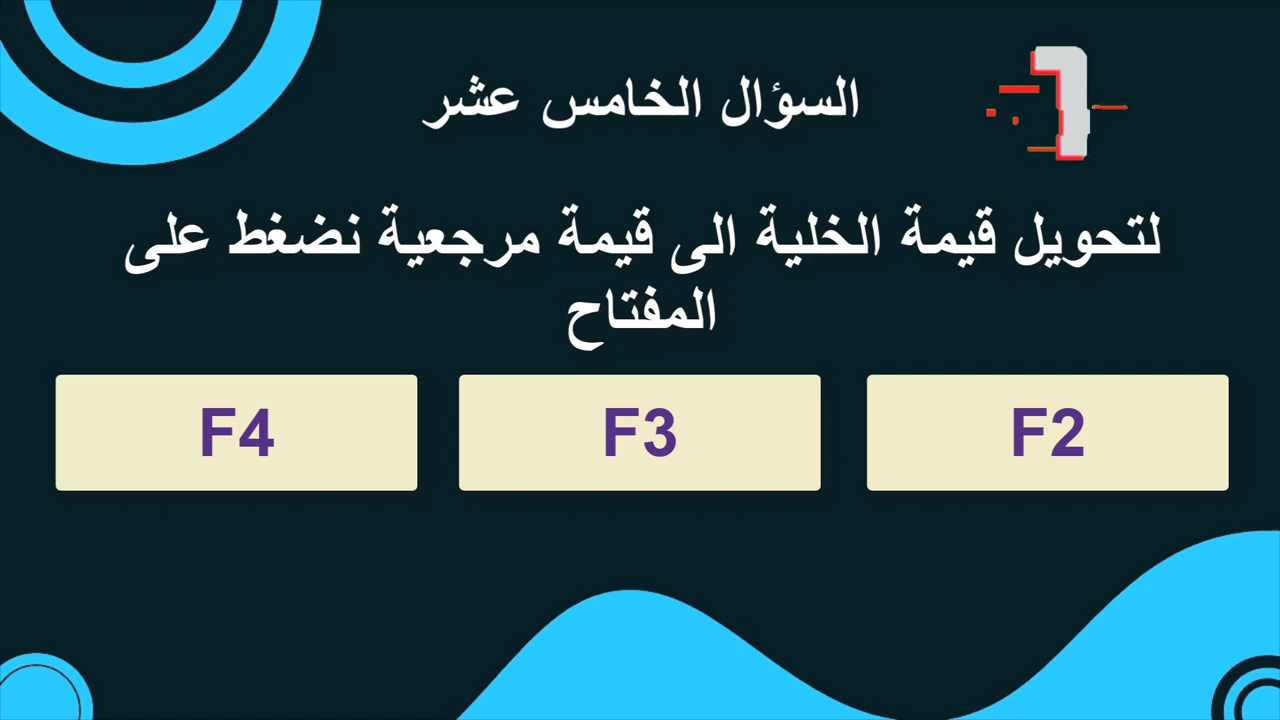 السؤال الخامس عشر
لتحويل قيمة الخلية الى قيمة مرجعية نضغط على
المفتاح
F2
F3
F4